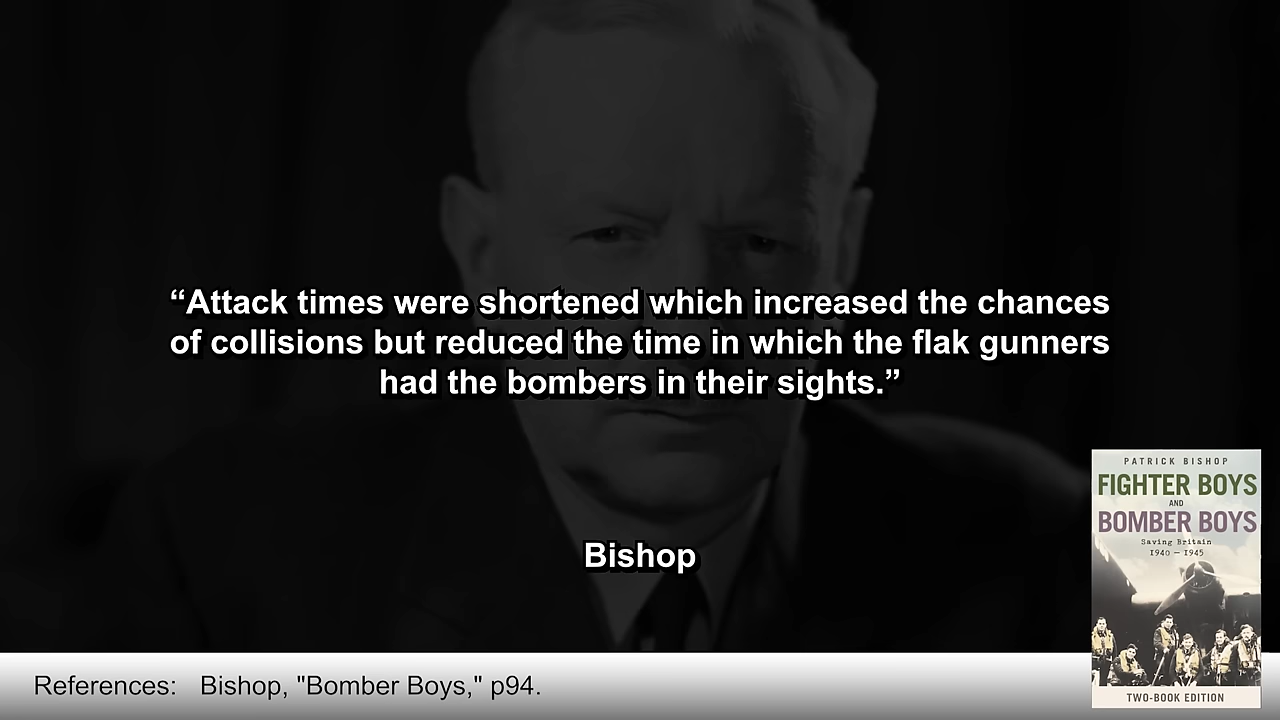 “Attack times were shortened which increased the chances
of collisions but reduced the time in which the flak gunners
had the bombers in their sights.”
Bishop
PATRICK BISHOP
FIGHTER BOYS
AND
BOMBER BOYS
Saving Britain
1940 – 1945
TWO-BOOK EDITION
References: Bishop, "Bomber Boys," p94.